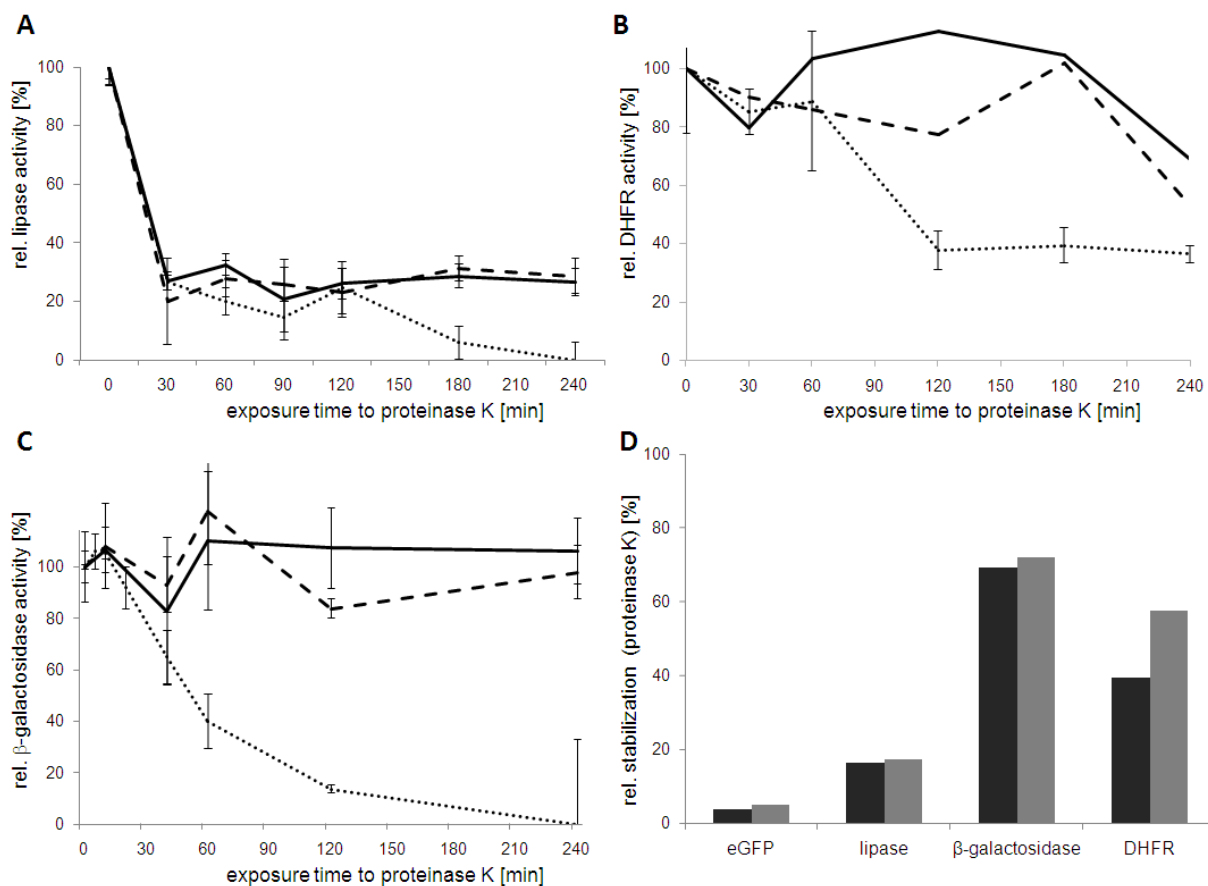 A
rel. lipase activity [%]
100
80
60
40
20
0
0 30 60 90 120 150 180 210 240
exposure time to proteinase K [min]
B
rel. DHFR activity [%]
100
80
60
40
20
0
0 30 60 90 120 150 180 210 240
exposure time to proteinase K [min]
C
rel. β-galactosidase activity [%]
100
80
60
40
20
0
0 30 60 90 120 150 180 210 240
exposure time to proteinase K [min]
D
rel. stabilization (proteinase K) [%]
100
80
60
40
20
0
eGFP lipase β-galactosidase DHFR